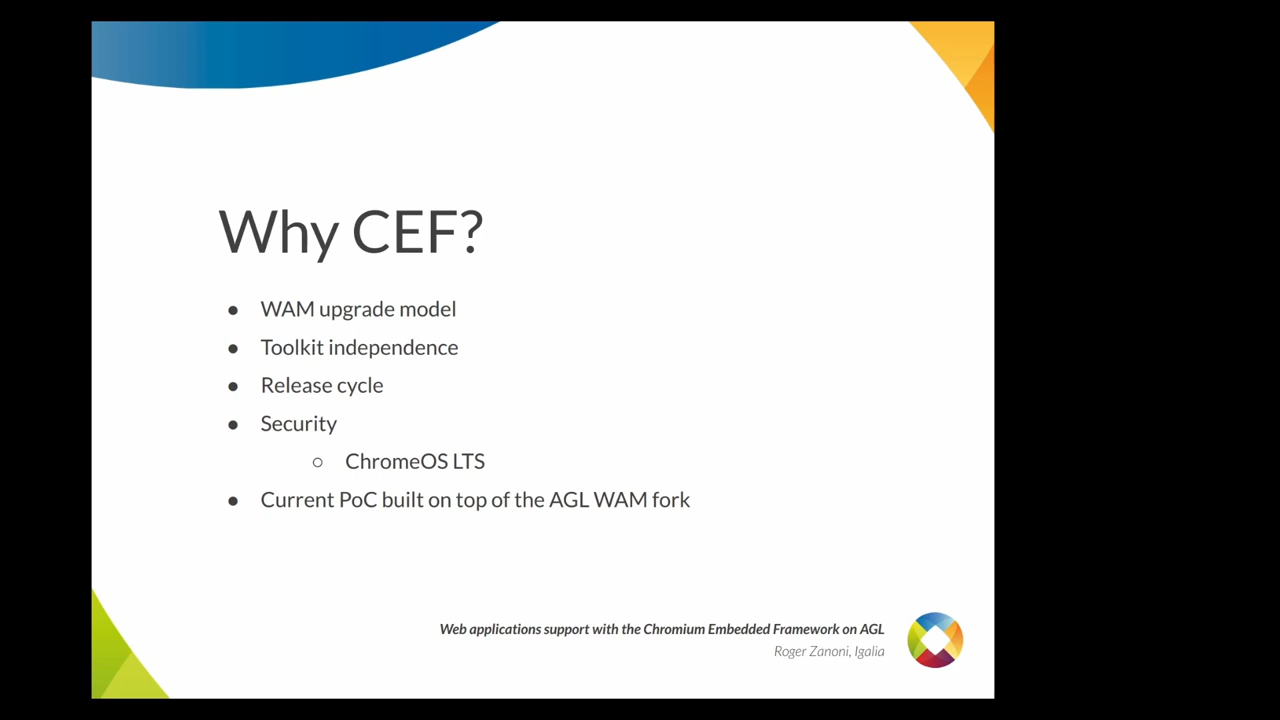 Why CEF?
● WAM upgrade model
● Toolkit independence
● Release cycle
● Security
○ ChromeOS LTS
● Current PoC built on top of the AGL WAM fork
Web applications support with the Chromium Embedded Framework on AGL
Roger Zanoni, Igalia